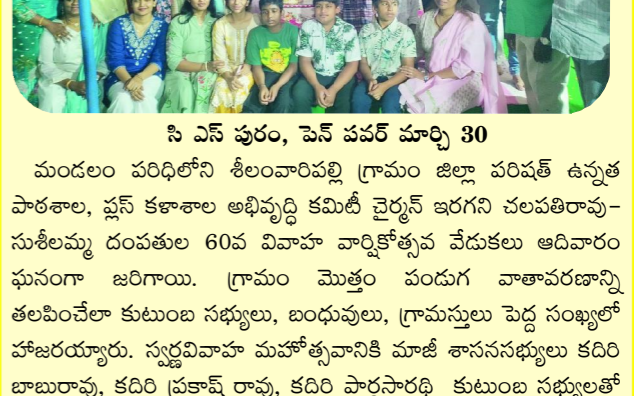 సి ఎస్ పురం, పెన్ పవర్ మార్చి 30
మండలం పరిధిలోని శీలంవారిపల్లి గ్రామం జిల్లా పరిషత్ ఉన్నత
పాఠశాల, ప్లస్ కళాశాల అభివృద్ధి కమిటీ చైర్మన్ ఇరగని చలపతిరావు-
సుశీలమ్మ దంపతుల 60వ వివాహ వార్షికోత్సవ వేడుకలు ఆదివారం
ఘనంగా జరిగాయి. గ్రామం మొత్తం పండుగ వాతావరణాన్ని
తలపించేలా కుటుంబ సభ్యులు, బంధువులు, గ్రామస్తులు పెద్ద సంఖ్యలో
హాజరయ్యారు. స్వర్ణవివాహ మహోత్సవానికి మాజీ శాసనసభ్యులు కదిరి
బాబురావు, కదిరి ప్రకాష్ రావు, కదిరి పార్థసారథి కుటుంబ సభ్యులతో